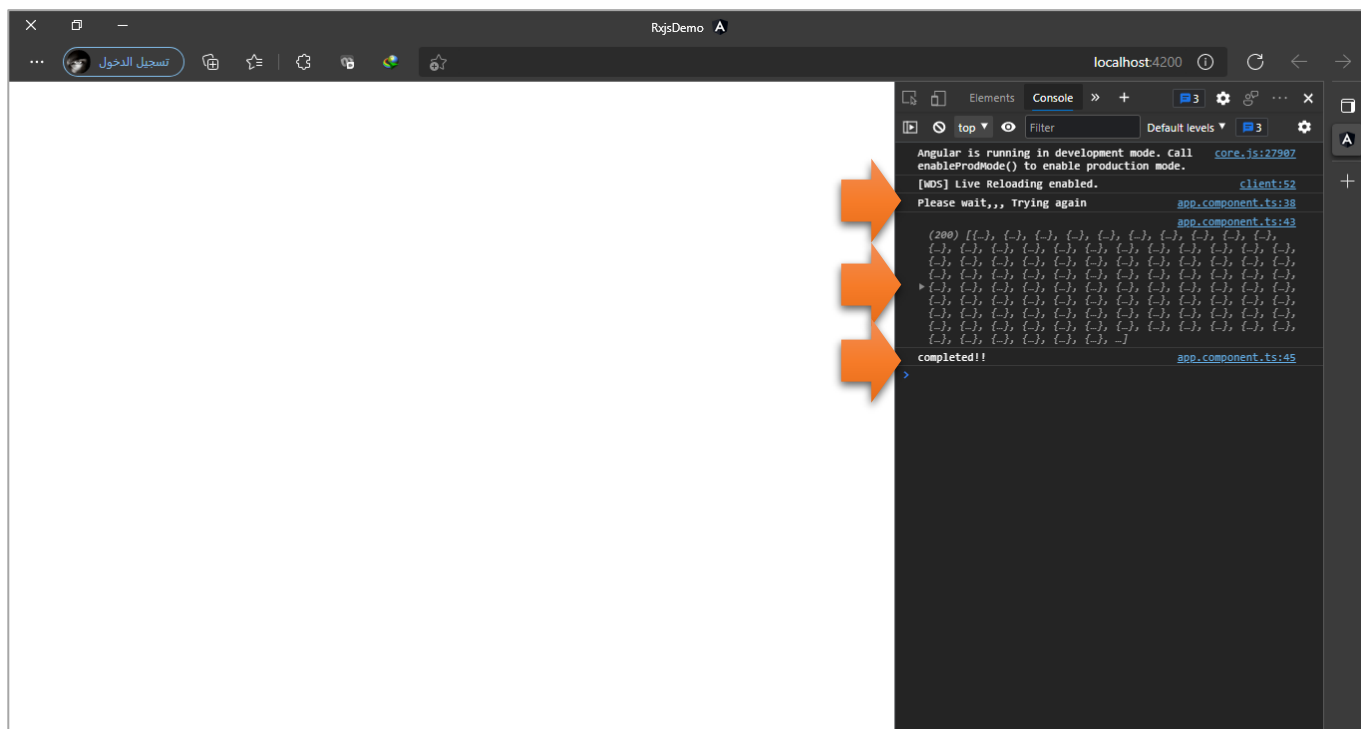 RxjsDemo
تسجيل الدخول
localhost:4200
Elements Console » + 3
top Filter Default levels 3
Angular is running in development mode. Call core.js:27907
enableProdMode() to enable production mode.
[WDS] Live Reloading enabled. client:52
Please wait,,, Trying again app.component.ts:38
app.component.ts:43
(200) [{…}, {…}, {…}, {…}, {…}, {…}, {…}, {…}, {…}, {…},
{…}, {…}, {…}, {…}, {…}, {…}, {…}, {…}, {…}, {…}, {…}, {…},
{…}, {…}, {…}, {…}, {…}, {…}, {…}, {…}, {…}, {…}, {…}, {…},
{…}, {…}, {…}, {…}, {…}, {…}, {…}, {…}, {…}, {…}, {…}, {…},
{…}, {…}, {…}, {…}, {…}, {…}, {…}, {…}, {…}, {…}, {…}, {…},
{…}, {…}, {…}, {…}, {…}, {…}, {…}, {…}, {…}, {…}, {…}, {…},
{…}, {…}, {…}, {…}, {…}, {…}, {…}, {…}, {…}, {…}, {…}, {…},
{…}, {…}, {…}, {…}, {…}, {…}, {…}, {…}, {…}, {…}, {…}, {…},
{…}, {…}, {…}, {…}, {…}, {…}, …]
completed!! app.component.ts:45